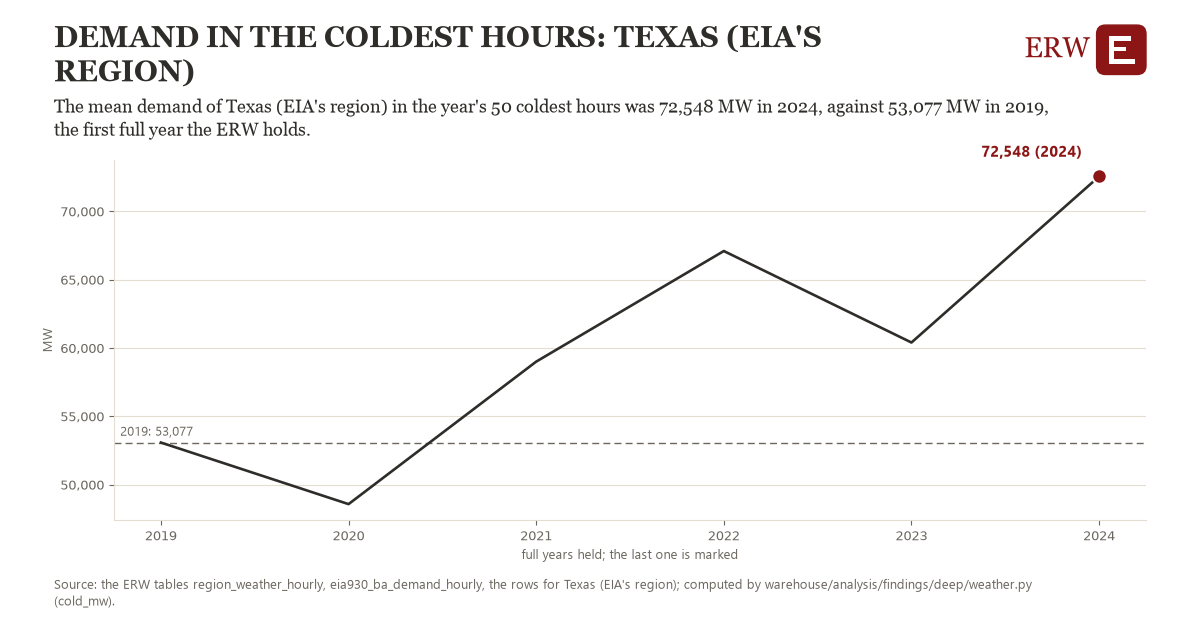 DEMAND IN THE COLDEST HOURS: TEXAS (EIA'S
REGION)
ERW E
The mean demand of Texas (EIA's region) in the year's 50 coldest hours was 72,548 MW in 2024, against 53,077 MW in 2019,
the first full year the ERW holds.
72,548 (2024)
70,000
65,000
60,000
55,000
50,000
MW
2019: 53,077
2019 2020 2021 2022 2023 2024
full years held; the last one is marked
Source: the ERW tables region_weather_hourly, eia930_ba_demand_hourly, the rows for Texas (EIA's region); computed by warehouse/analysis/findings/deep/weather.py
(cold_mw).